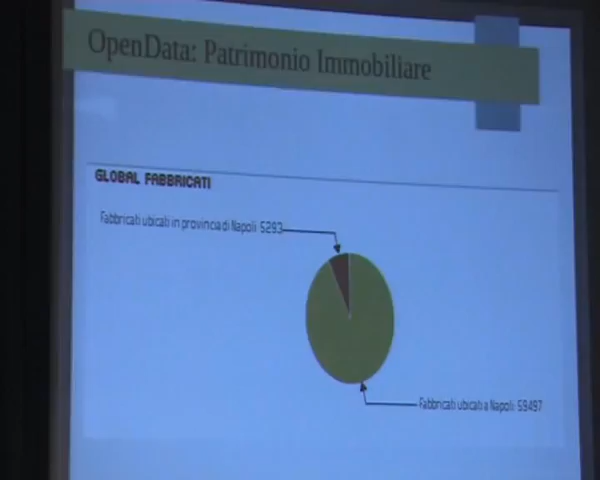 OpenData: Patrimonio Immobiliare
GLOBAL FABBRICATI
Fabbricati ubicati in provincia di Napoli 5293
Fabbricati ubicati a Napoli 59497